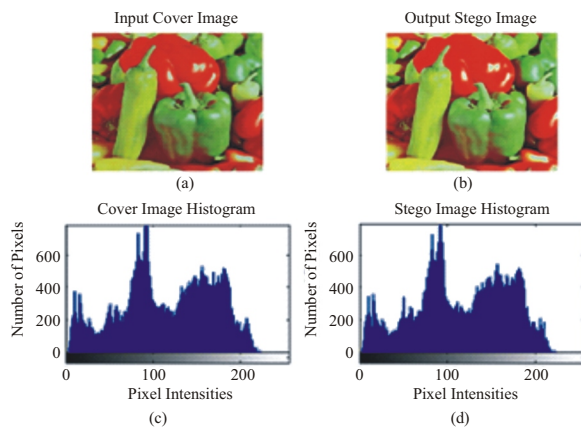 Input Cover Image
Output Stego Image
(a)
(b)
Cover Image Histogram
Number of Pixels
600
400
200
0
0
100
200
Pixel Intensities
(c)
Stego Image Histogram
Number of Pixels
600
400
200
0
0
100
200
Pixel Intensities
(d)